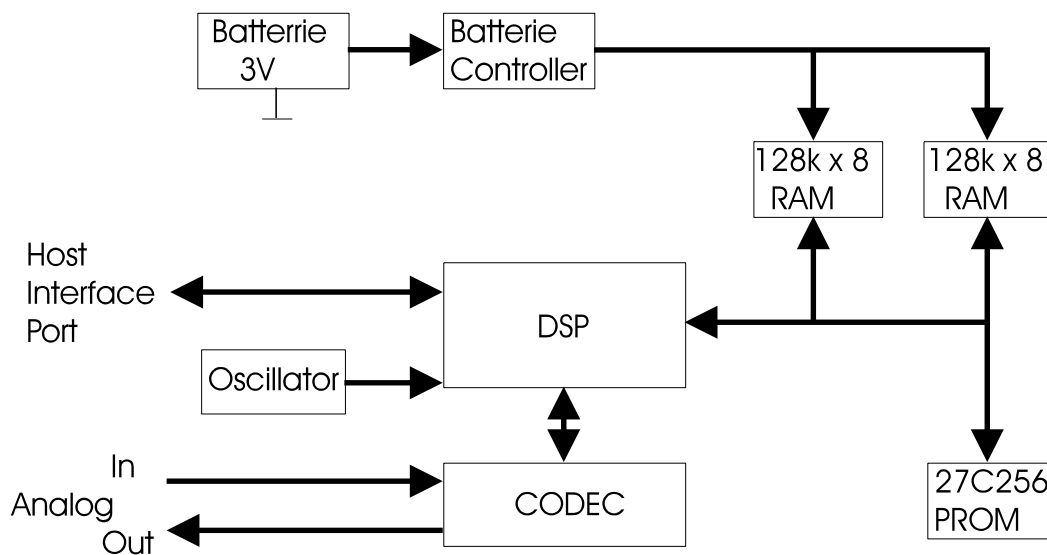 Batterrie
3V
Batterie
Controller
128k x 8
RAM
128k x 8
RAM
Host
Interface
Port
DSP
Oscillator
In
Analog
Out
CODEC
27C256
PROM